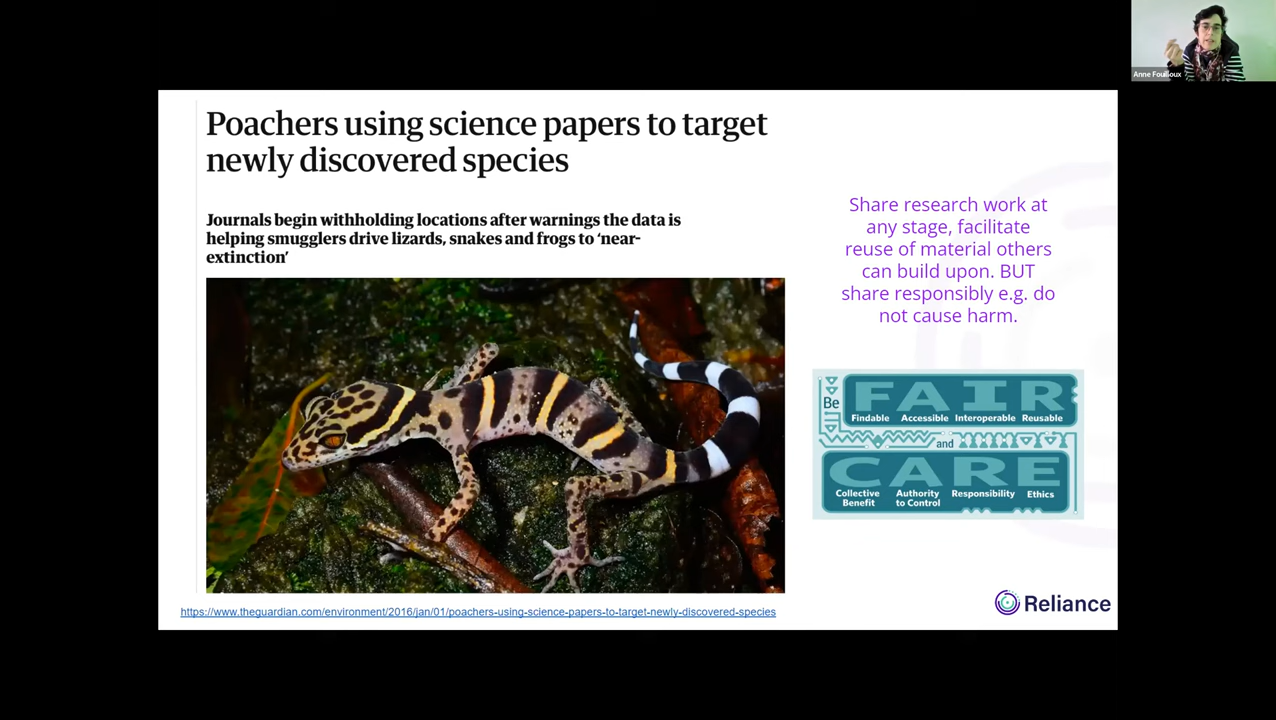 Anne Fouilloux
Poachers using science papers to target
newly discovered species
Journals begin withholding locations after warnings the data is
helping smugglers drive lizards, snakes and frogs to ‘near-
extinction’
Share research work at
any stage, facilitate
reuse of material others
can build upon. BUT
share responsibly e.g. do
not cause harm.
Be
FAIR
Findable Accessible Interoperable Reusable
and
CARE
Collective Authority Responsibility Ethics
Benefit to Control
https://www.theguardian.com/environment/2016/jan/01/poachers-using-science-papers-to-target-newly-discovered-species
Reliance